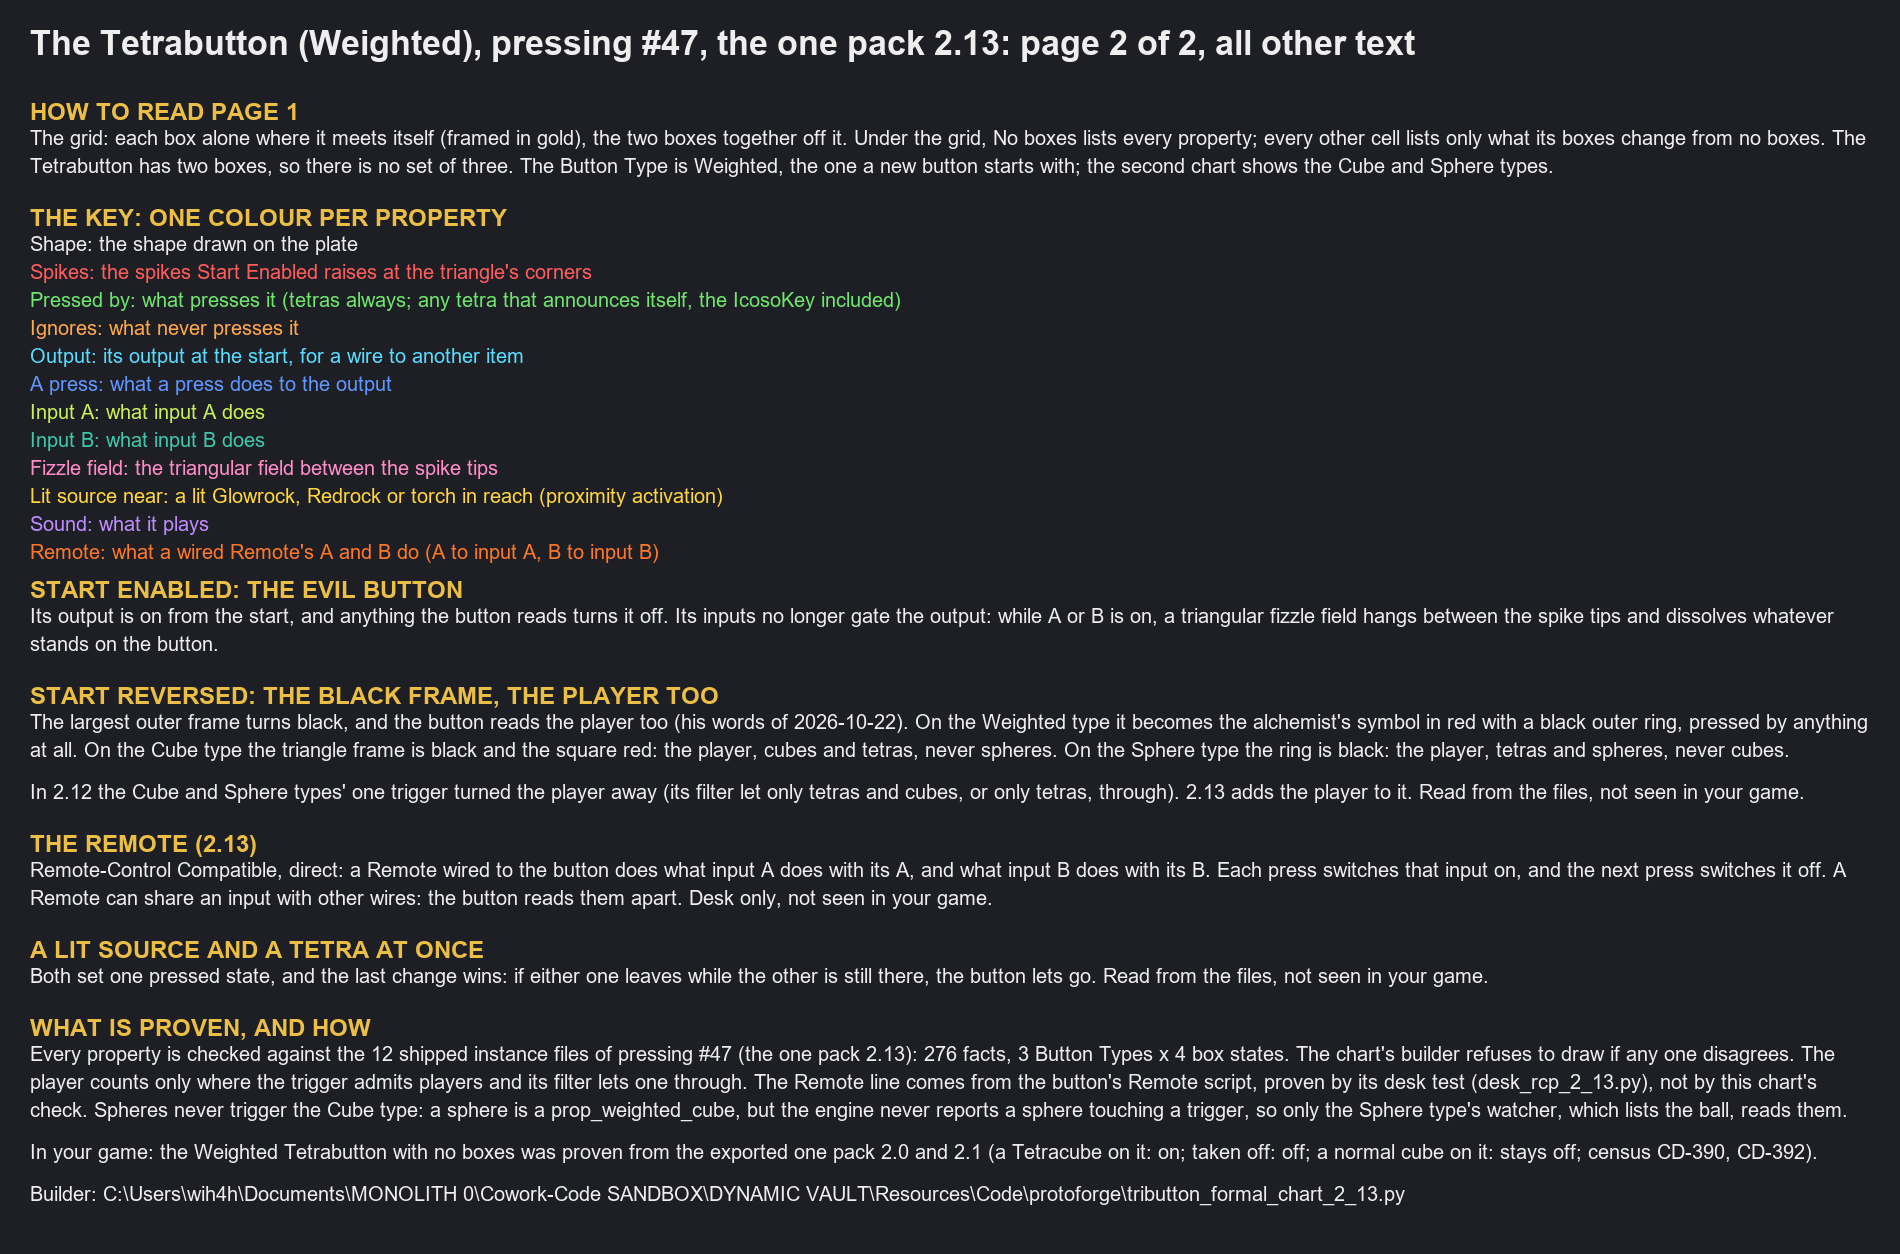 The Tetrabutton (Weighted), pressing #47, the one pack 2.13: page 2 of 2, all other text
HOW TO READ PAGE 1
The grid: each box alone where it meets itself (framed in gold), the two boxes together off it. Under the grid, No boxes lists every property; every other cell lists only what its boxes change from no boxes. The
Tetrabutton has two boxes, so there is no set of three. The Button Type is Weighted, the one a new button starts with; the second chart shows the Cube and Sphere types.
THE KEY: ONE COLOUR PER PROPERTY
Shape: the shape drawn on the plate
Spikes: the spikes Start Enabled raises at the triangle's corners
Pressed by: what presses it (tetras always; any tetra that announces itself, the IcosoKey included)
Ignores: what never presses it
Output: its output at the start, for a wire to another item
A press: what a press does to the output
Input A: what input A does
Input B: what input B does
Fizzle field: the triangular field between the spike tips
Lit source near: a lit Glowrock, Redrock or torch in reach (proximity activation)
Sound: what it plays
Remote: what a wired Remote's A and B do (A to input A, B to input B)
START ENABLED: THE EVIL BUTTON
Its output is on from the start, and anything the button reads turns it off. Its inputs no longer gate the output: while A or B is on, a triangular fizzle field hangs between the spike tips and dissolves whatever
stands on the button.
START REVERSED: THE BLACK FRAME, THE PLAYER TOO
The largest outer frame turns black, and the button reads the player too (his words of 2026-10-22). On the Weighted type it becomes the alchemist's symbol in red with a black outer ring, pressed by anything
at all. On the Cube type the triangle frame is black and the square red: the player, cubes and tetras, never spheres. On the Sphere type the ring is black: the player, tetras and spheres, never cubes.
In 2.12 the Cube and Sphere types' one trigger turned the player away (its filter let only tetras and cubes, or only tetras, through). 2.13 adds the player to it. Read from the files, not seen in your game.
THE REMOTE (2.13)
Remote-Control Compatible, direct: a Remote wired to the button does what input A does with its A, and what input B does with its B. Each press switches that input on, and the next press switches it off. A
Remote can share an input with other wires: the button reads them apart. Desk only, not seen in your game.
A LIT SOURCE AND A TETRA AT ONCE
Both set one pressed state, and the last change wins: if either one leaves while the other is still there, the button lets go. Read from the files, not seen in your game.
WHAT IS PROVEN, AND HOW
Every property is checked against the 12 shipped instance files of pressing #47 (the one pack 2.13): 276 facts, 3 Button Types x 4 box states. The chart's builder refuses to draw if any one disagrees. The
player counts only where the trigger admits players and its filter lets one through. The Remote line comes from the button's Remote script, proven by its desk test (desk_rcp_2_13.py), not by this chart's
check. Spheres never trigger the Cube type: a sphere is a prop_weighted_cube, but the engine never reports a sphere touching a trigger, so only the Sphere type's watcher, which lists the ball, reads them.
In your game: the Weighted Tetrabutton with no boxes was proven from the exported one pack 2.0 and 2.1 (a Tetracube on it: on; taken off: off; a normal cube on it: stays off; census CD-390, CD-392).
Builder: C:\Users\wih4h\Documents\MONOLITH 0\Cowork-Code SANDBOX\DYNAMIC VAULT\Resources\Code\protoforge\tributton_formal_chart_2_13.py